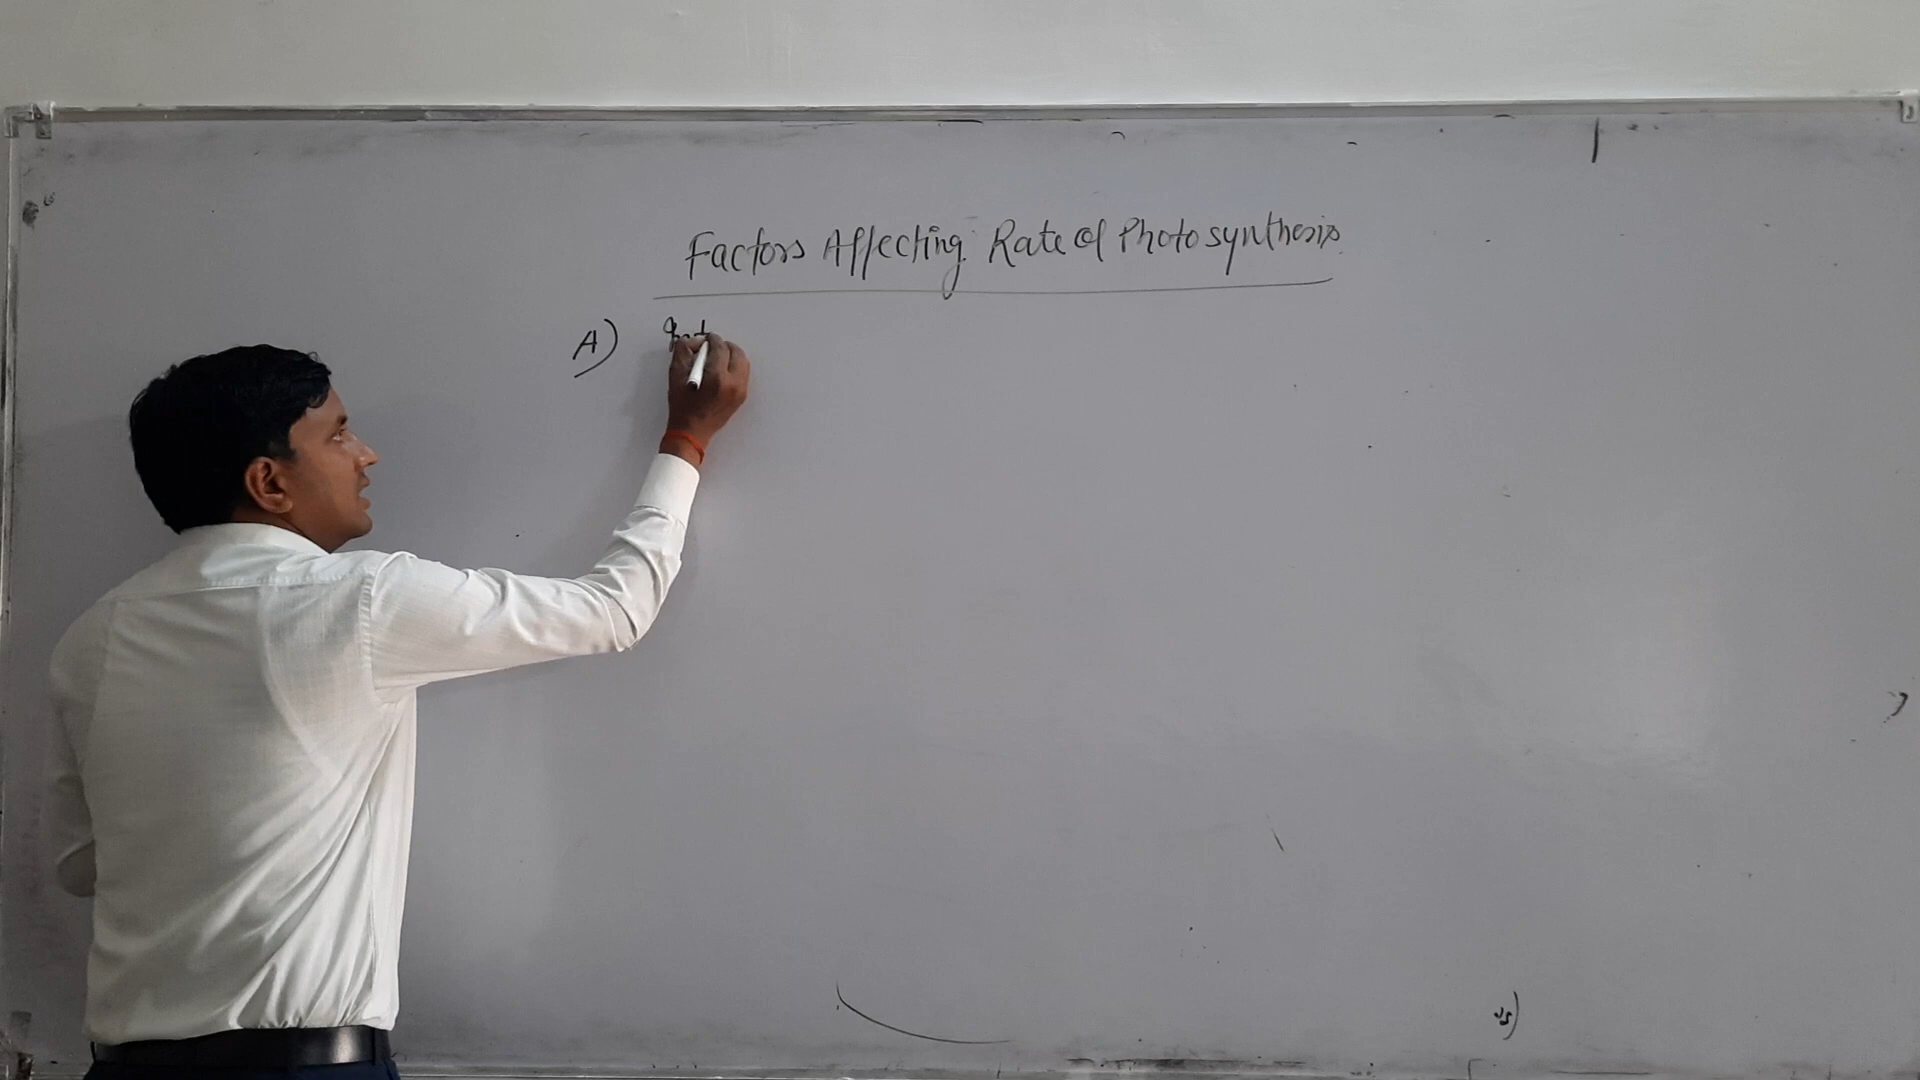 Factors Affecting Rate of Photosynthesis
A) Int